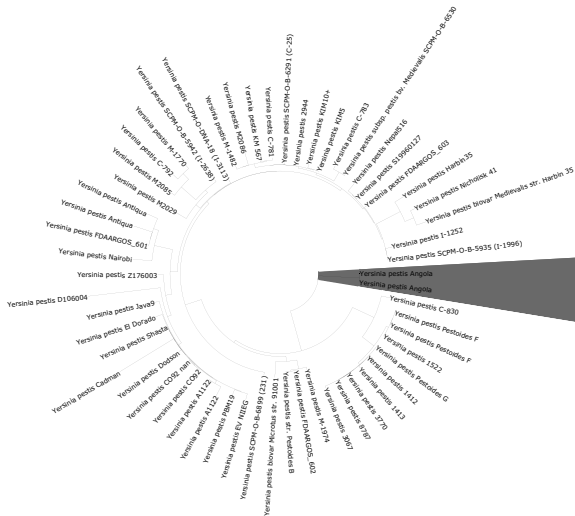 Yersinia pestis SCPM-O-B-6291 (C-25)
Yersinia pestis 2944
Yersinia pestis KIM10+
Yersinia pestis KIM5
Yersinia pestis C-783
Yersinia pestis subsp. pestis bv. Medievalis SCPM-O-B-6530
Yersinia pestis Nepal516
Yersinia pestis S19960127
Yersinia pestis FDAARGOS_603
Yersinia pestis Harbin35
Yersinia pestis Nicholisk 41
Yersinia pestis biovar Medievalis str. Harbin 35
Yersinia pestis I-1252
Yersinia pestis SCPM-O-B-5935 (I-1996)
Yersinia pestis Angola
Yersinia pestis Angola
Yersinia pestis C-830
Yersinia pestis Pestoides F
Yersinia pestis Pestoides F
Yersinia pestis 1522
Yersinia pestis Pestoides G
Yersinia pestis 1412
Yersinia pestis 1413
Yersinia pestis 3770
Yersinia pestis 8787
Yersinia pestis 3067
Yersinia pestis M-1974
Yersinia pestis FDAARGOS_602
Yersinia pestis str. Pestoides B
Yersinia pestis biovar Microtus str. 91001
Yersinia pestis SCPM-O-B-6899 (231)
Yersinia pestis EV NIIEG
Yersinia pestis PBM19
Yersinia pestis A1122
Yersinia pestis A1122
Yersinia pestis CO92
Yersinia pestis CO92_nan
Yersinia pestis Dodson
Yersinia pestis Cadman
Yersinia pestis Shasta
Yersinia pestis El Dorado
Yersinia pestis Java9
Yersinia pestis D106004
Yersinia pestis Z176003
Yersinia pestis Nairobi
Yersinia pestis FDAARGOS_601
Yersinia pestis Antiqua
Yersinia pestis Antiqua
Yersinia pestis M2029
Yersinia pestis M2085
Yersinia pestis C-792
Yersinia pestis M-1770
Yersinia pestis SCPM-O-B-5942 (I-2638)
Yersinia pestis SCPM-O-DNA-18 (I-3113)
Yersinia pestis M-1482
Yersinia pestis M2086
Yersinia pestis KM 567
Yersinia pestis C-781